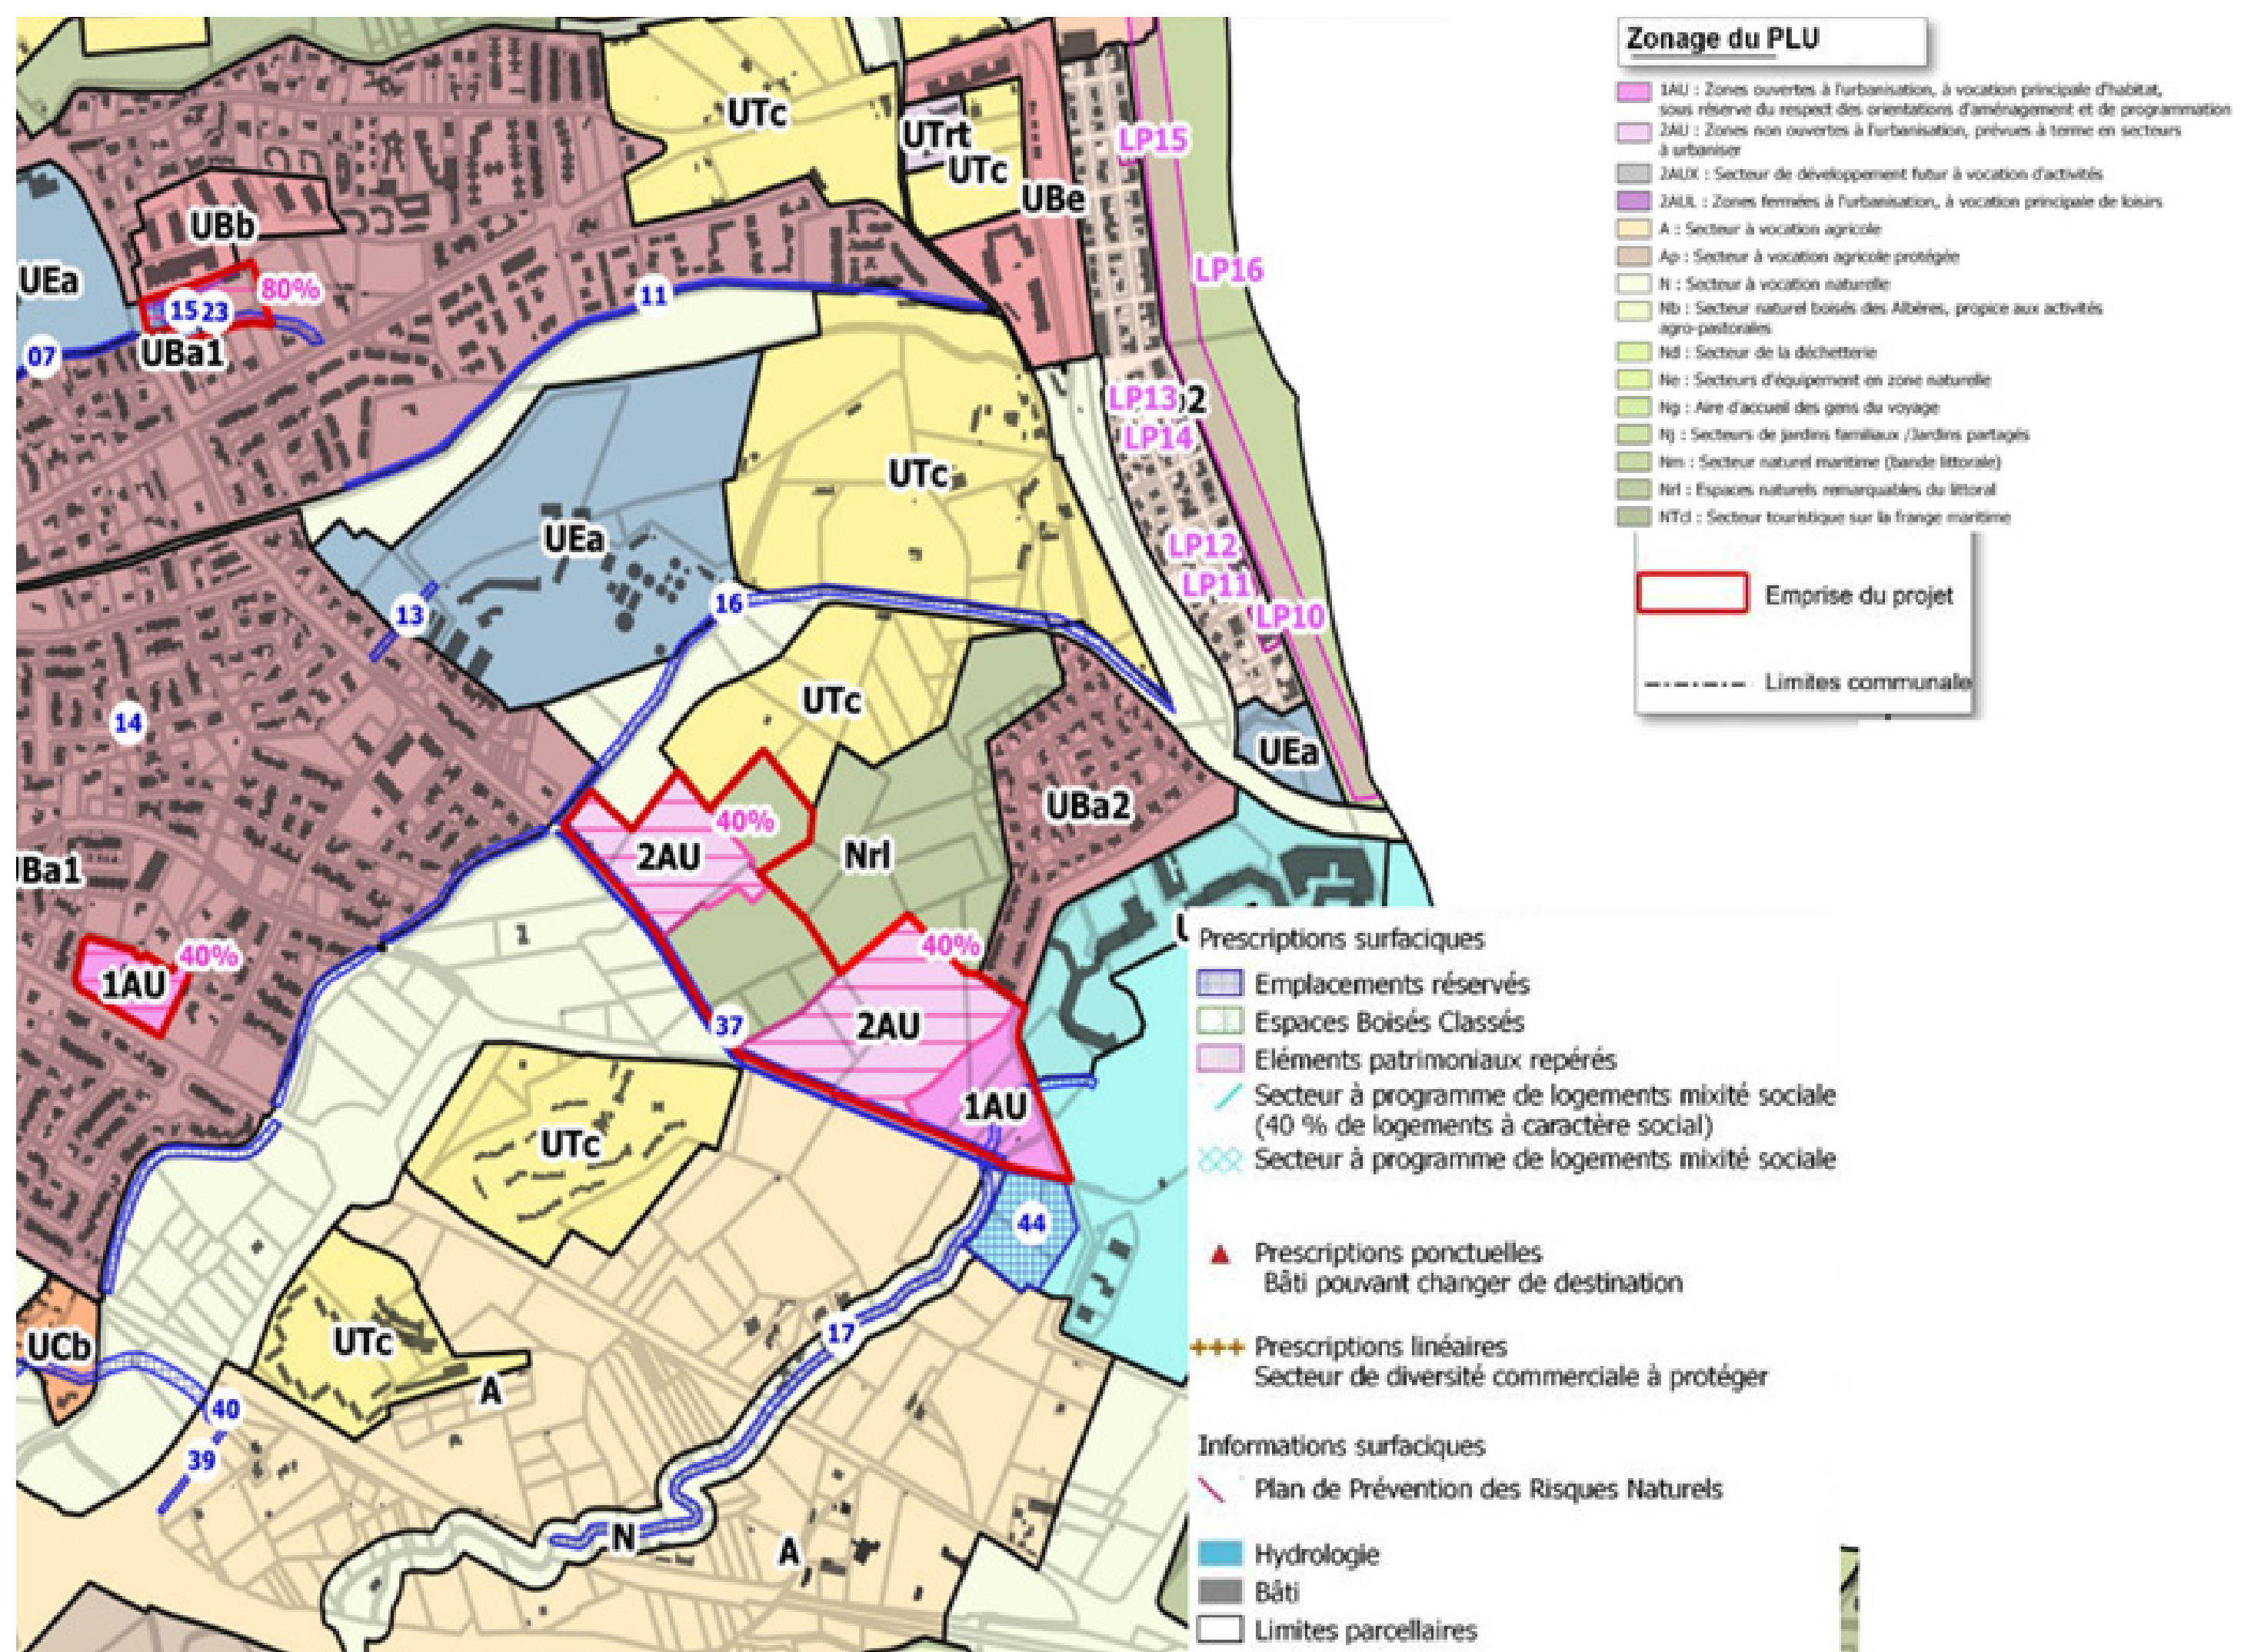 Zonage du PLU
1AU : Zones ouvertes à l'urbanisation, à vocation principale d'habitat,
sous réserve du respect des orientations d'aménagement et de programmation
2AU : Zones non ouvertes à l'urbanisation, prévues à terme en secteurs
à urbaniser
2AUX : Secteur de développement futur à vocation d'activités
2AUL : Zones fermées à l'urbanisation, à vocation principale de loisirs
A : Secteur à vocation agricole
Ap : Secteur à vocation agricole protégée
N : Secteur à vocation naturelle
Nb : Secteur naturel boisés des Albères, propice aux activités
agro-pastorales
Nd : Secteur de la déchetterie
Ne : Secteurs d'équipement en zone naturelle
Ng : Aire d'accueil des gens du voyage
Nj : Secteurs de jardins familiaux /Jardins partagés
Nm : Secteur naturel maritime (bande littorale)
Nrl : Espaces naturels remarquables du littoral
NTcl : Secteur touristique sur la frange maritime
Emprise du projet
Limites communale
UTc
UTrt
UTc
LP15
UBe
UBb
UEa
80%
15 23
11
LP16
07
UBa1
LP13
2
LP14
UTc
UEa
LP12
LP11
13
16
LP10
14
UTc
UEa
40%
UBa2
2AU
Nrl
UBa1
1
40%
40%
1AU
37
2AU
1AU
UTc
44
17
UCb
UTc
A
40
39
N
A
Prescriptions surfaciques
Emplacements réservés
Espaces Boisés Classés
Eléments patrimoniaux repérés
Secteur à programme de logements mixité sociale
(40 % de logements à caractère social)
Secteur à programme de logements mixité sociale
Prescriptions ponctuelles
Bâti pouvant changer de destination
Prescriptions linéaires
Secteur de diversité commerciale à protéger
Informations surfaciques
Plan de Prévention des Risques Naturels
Hydrologie
Bâti
Limites parcellaires